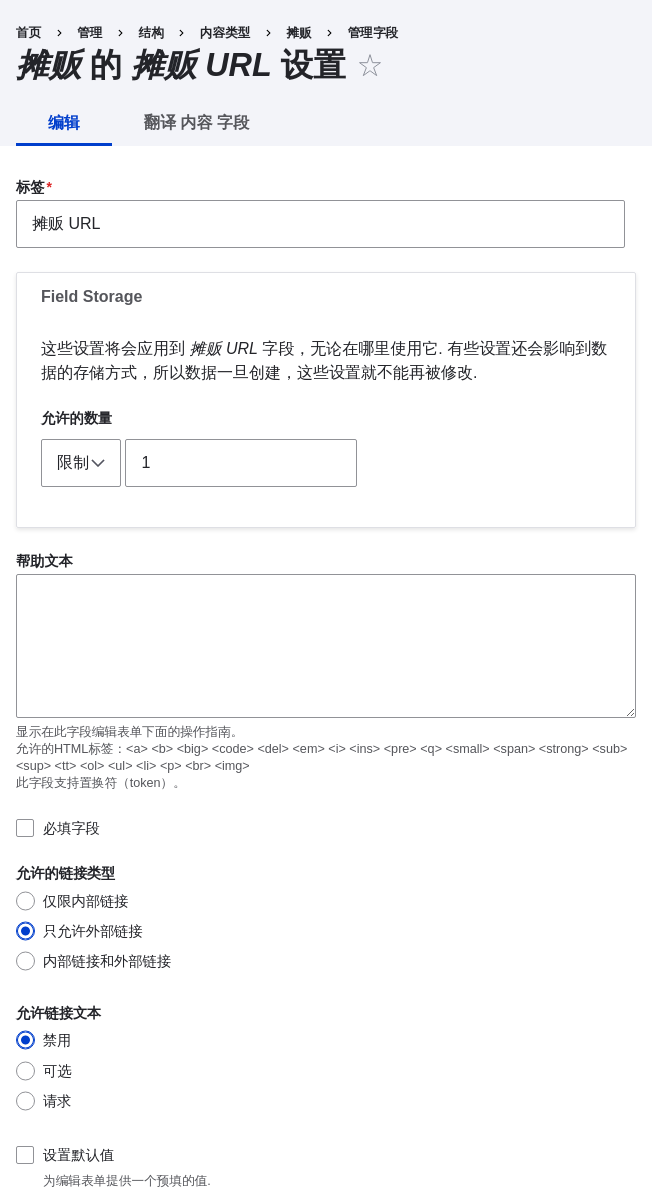 首页 › 管理 › 结构 › 内容类型 › 摊贩 › 管理字段
摊贩 的 摊贩 URL 设置 ☆
编辑 翻译 内容 字段
标签*
摊贩 URL
Field Storage
这些设置将会应用到 摊贩 URL 字段，无论在哪里使用它. 有些设置还会影响到数
据的存储方式，所以数据一旦创建，这些设置就不能再被修改.
允许的数量
限制 1
帮助文本
显示在此字段编辑表单下面的操作指南。
允许的HTML标签：<a> <b> <big> <code> <del> <em> <i> <ins> <pre> <q> <small> <span> <strong> <sub>
<sup> <tt> <ol> <ul> <li> <p> <br> <img>
此字段支持置换符（token）。
必填字段
允许的链接类型
仅限内部链接
只允许外部链接
内部链接和外部链接
允许链接文本
禁用
可选
请求
设置默认值
为编辑表单提供一个预填的值.